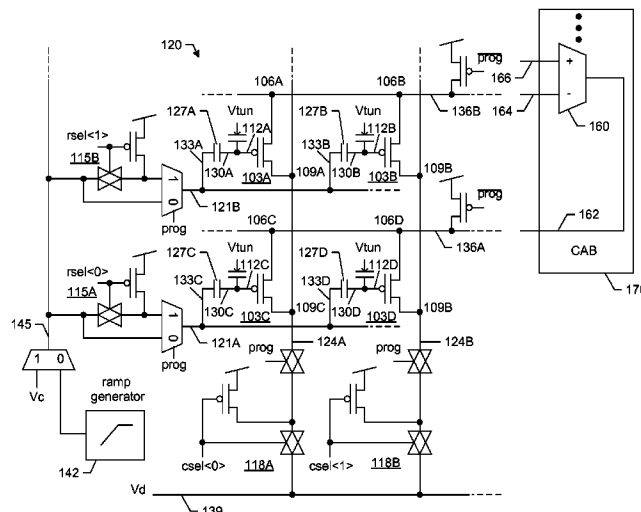 120
106A
106B
prog
166
164
+
-
160
136B
127A
Vtun
112A
127B
Vtun
112B
rsel<1>
115B
133A
130A
103A
109A
133B
130B
103B
109B
1
0
121B
prog
prog
162
136A
CAB
170
106C
106D
127C
Vtun
112C
127D
Vtun
112D
rsel<0>
115A
133C
130C
103C
109C
133D
130D
103D
109B
1
0
121A
prog
145
1 0
Vc
ramp
generator
142
prog
124A
prog
124B
csel<0>
118A
csel<1>
118B
Vd
139